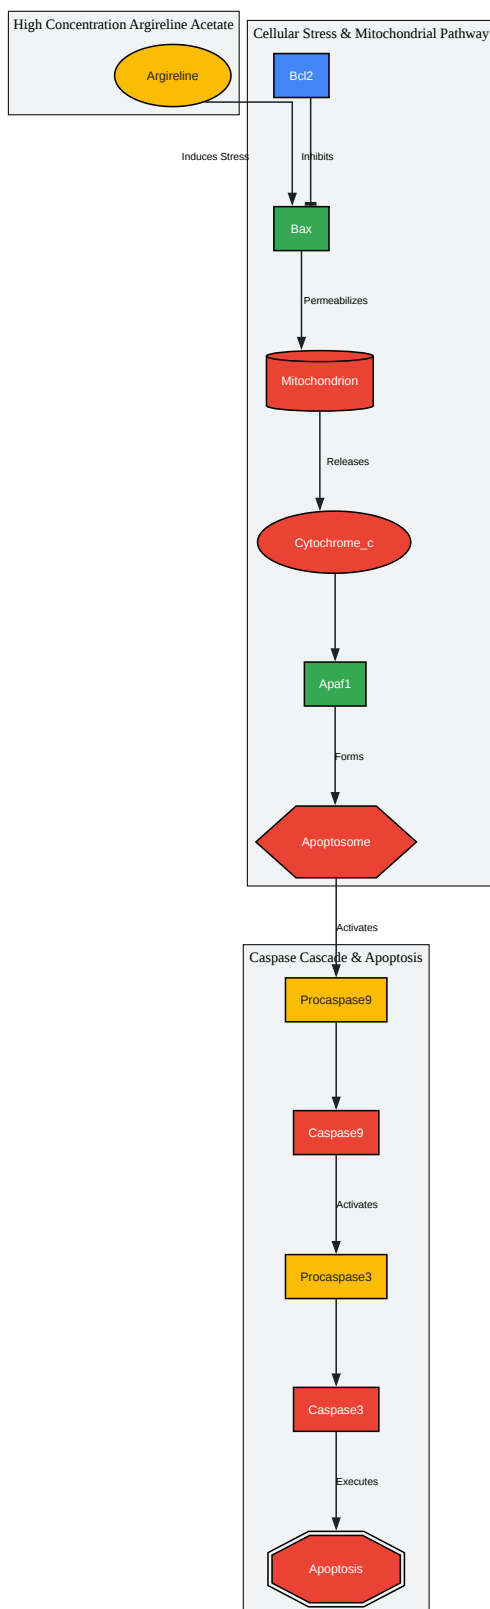 High Concentration Argireline Acetate
Cellular Stress & Mitochondrial Pathway
Argireline
Bcl2
Induces Stress
Inhibits
Bax
Permeabilizes
Mitochondrion
Releases
Cytochrome_c
Apaf1
Forms
Apoptosome
Activates
Caspase Cascade & Apoptosis
Procaspase9
Caspase9
Activates
Procaspase3
Caspase3
Executes
Apoptosis